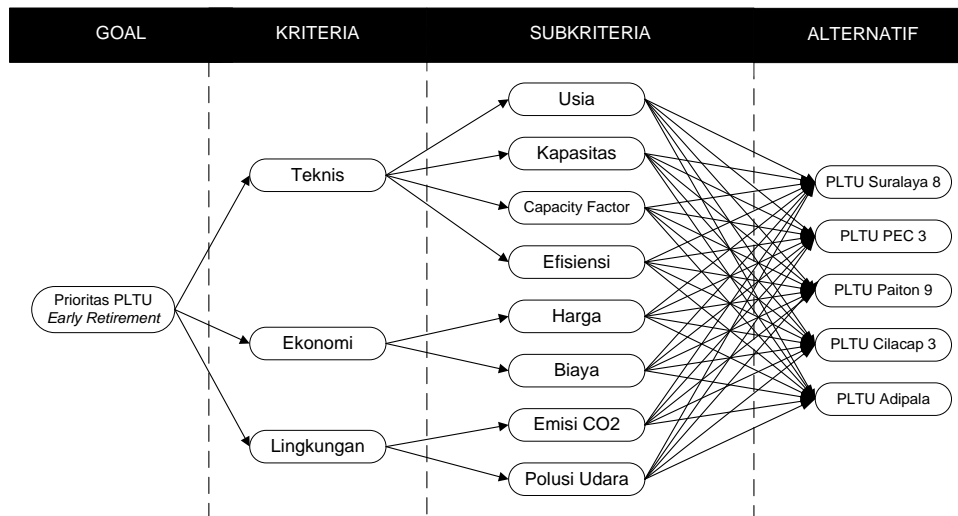 GOAL
KRITERIA
SUBKRITERIA
ALTERNATIF
Prioritas PLTU
Early Retirement
Teknis
Ekonomi
Lingkungan
Usia
Kapasitas
Capacity Factor
Efisiensi
Harga
Biaya
Emisi CO2
Polusi Udara
PLTU Suralaya 8
PLTU PEC 3
PLTU Paiton 9
PLTU Cilacap 3
PLTU Adipala